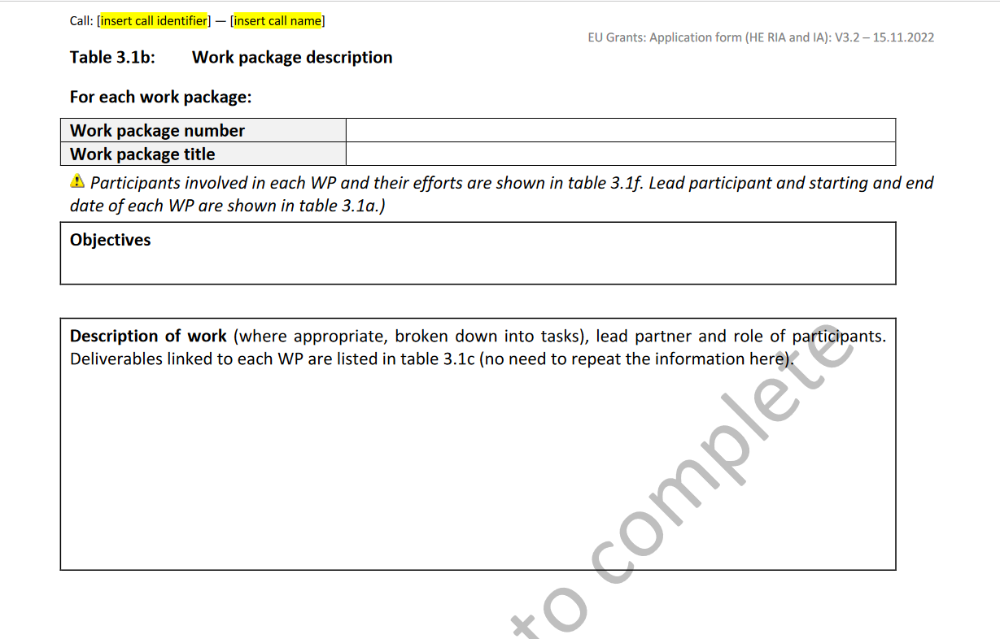 Call: [insert call identifier] — [insert call name]
EU Grants: Application form (HE RIA and IA): V3.2 – 15.11.2022
Table 3.1b: Work package description
For each work package:
Work package number
Work package title
Participants involved in each WP and their efforts are shown in table 3.1f. Lead participant and starting and end
date of each WP are shown in table 3.1a.)
Objectives
Description of work (where appropriate, broken down into tasks), lead partner and role of participants.
Deliverables linked to each WP are listed in table 3.1c (no need to repeat the information here).
to complete